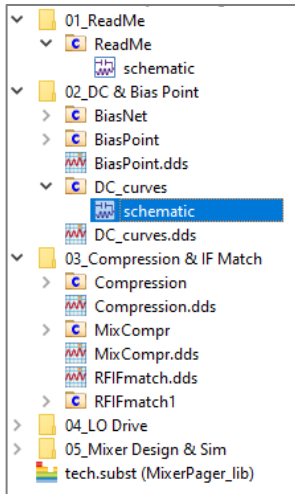 01_ReadMe
ReadMe
schematic
02_DC & Bias Point
BiasNet
BiasPoint
BiasPoint.dds
DC_curves
schematic
DC_curves.dds
03_Compression & IF Match
Compression
Compression.dds
MixCompr
MixCompr.dds
RFIFmatch.dds
RFIFmatch1
04_LO Drive
05_Mixer Design & Sim
tech.subst (MixerPager_lib)